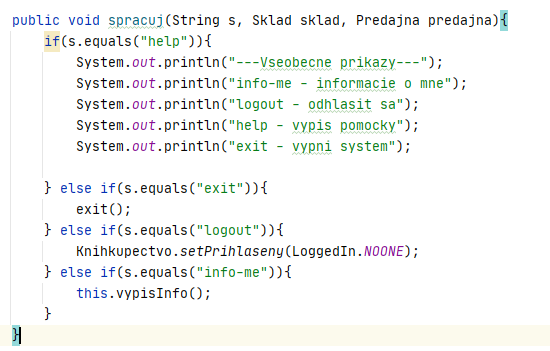 public void spracuj(String s, Sklad sklad, Predajna predajna){
if(s.equals("help")){
System.out.println("---Vseobecne prikazy---");
System.out.println("info-me - informacie o mne");
System.out.println("logout - odhlasit sa");
System.out.println("help - vypis pomocky");
System.out.println("exit - vypni system");
} else if(s.equals("exit")){
exit();
} else if(s.equals("logout")){
Knihkupectvo.setPrihlaseny(LoggedIn.NOONE);
} else if(s.equals("info-me")){
this.vypisInfo();
}
}